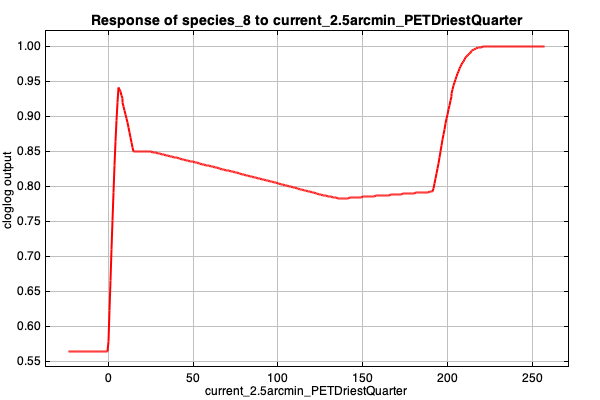 Response of species_8 to current_2.5arcmin_PETDriestQuarter
cloglog output
1.00
0.95
0.90
0.85
0.80
0.75
0.70
0.65
0.60
0.55
0 50 100 150 200 250
current_2.5arcmin_PETDriestQuarter